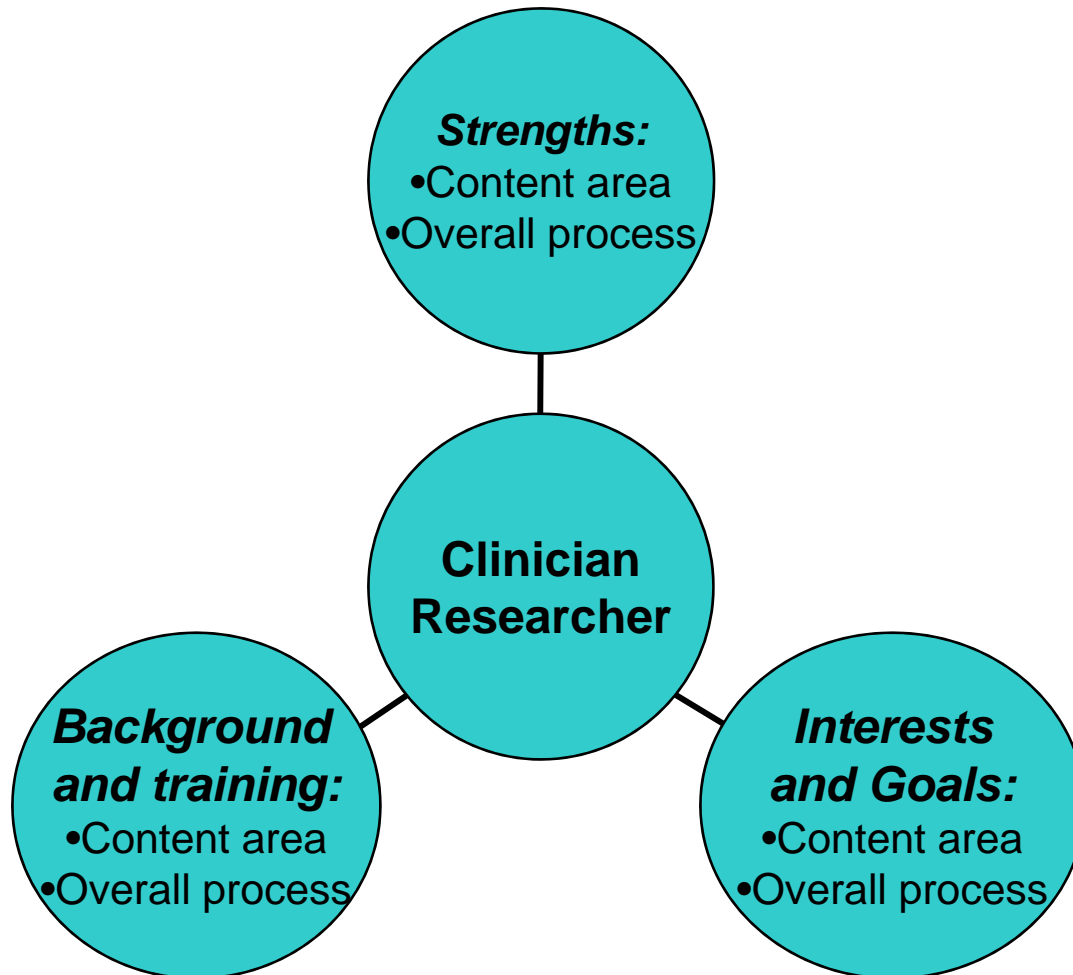 Strengths:
•Content area
•Overall process
Clinician
Researcher
Background
and training:
•Content area
•Overall process
Interests
and Goals:
•Content area
•Overall process